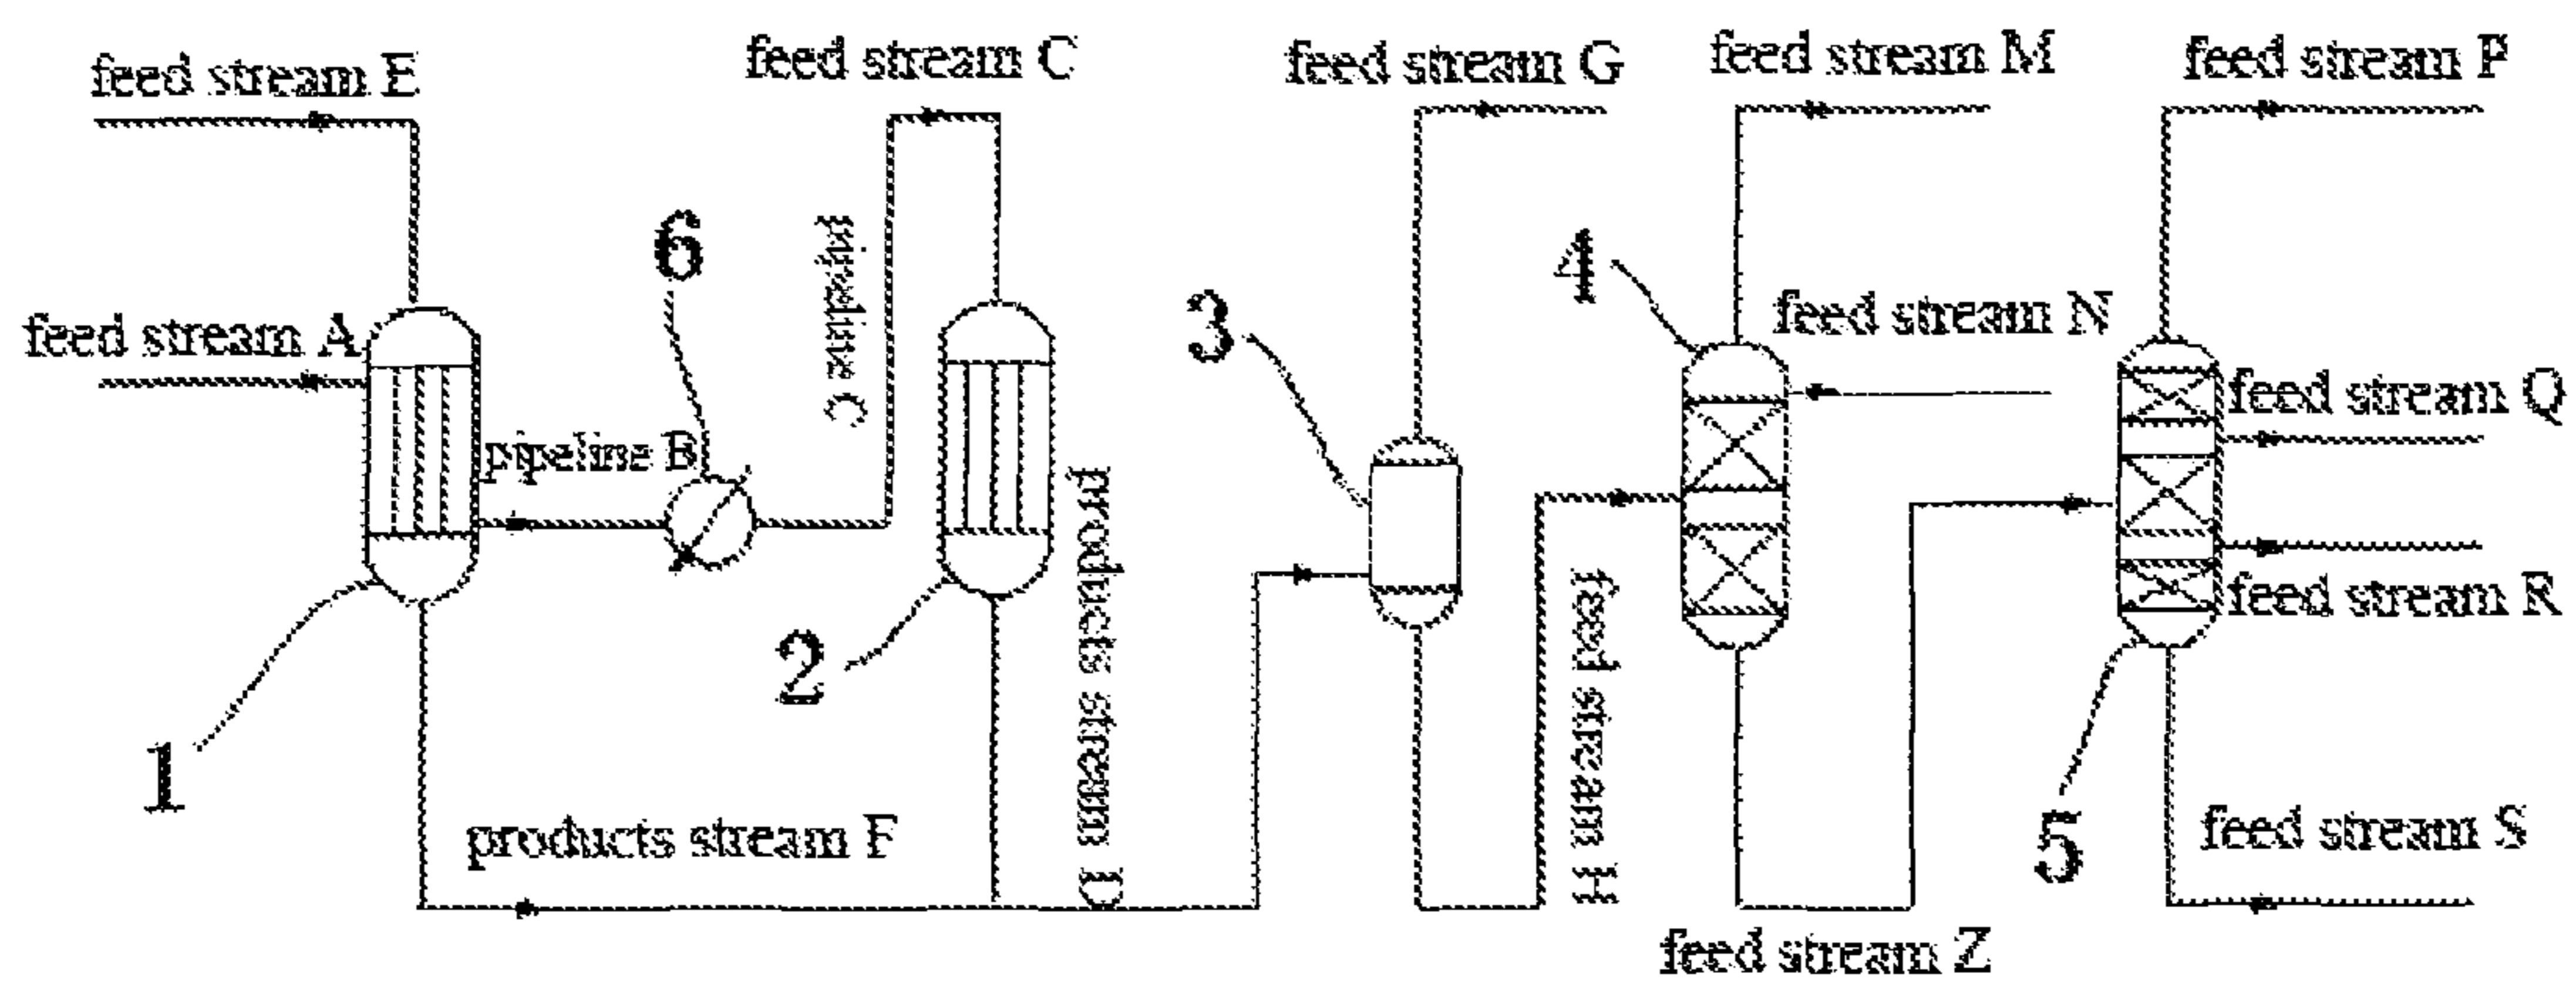 feed stream E
feed stream C
feed stream G
feed stream M
feed stream P
feed stream A
6
pipeline C
3
4
feed stream N
feed stream Q
pipeline B
feed stream R
1
2
products stream D
feed stream H
products stream F
5
feed stream S
feed stream Z